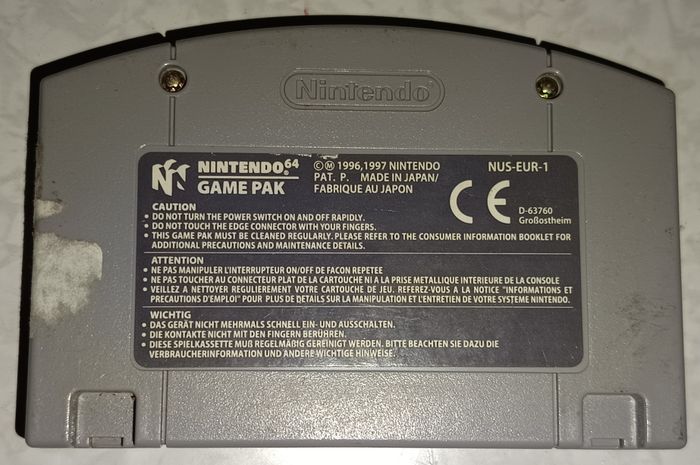 Nintendo
NINTENDO64
GAME PAK
©Ⓜ 1996,1997 NINTENDO
PAT. P. MADE IN JAPAN/
FABRIQUE AU JAPON
NUS-EUR-1
CE
D-63760
Großostheim
CAUTION
• DO NOT TURN THE POWER SWITCH ON AND OFF RAPIDLY.
• DO NOT TOUCH THE EDGE CONNECTOR WITH YOUR FINGERS.
• THIS GAME PAK MUST BE CLEANED REGULARLY. PLEASE REFER TO THE CONSUMER INFORMATION BOOKLET FOR
ADDITIONAL PRECAUTIONS AND MAINTENANCE DETAILS.
ATTENTION
• NE PAS MANIPULER L'INTERRUPTEUR ON/OFF DE FACON REPETEE
• NE PAS TOUCHER AU CONNECTEUR PLAT DE LA CARTOUCHE NI A LA PRISE METALLIQUE INTERIEURE DE LA CONSOLE
• VEILLEZ A NETTOYER REGULIEREMENT VOTRE CARTOUCHE DE JEU. REFEREZ-VOUS A LA NOTICE "INFORMATIONS ET
PRECAUTIONS D'EMPLOI" POUR PLUS DE DETAILS SUR LA MANIPULATION ET L'ENTRETIEN DE VOTRE SYSTEME NINTENDO.
WICHTIG
• DAS GERÄT NICHT MEHRMALS SCHNELL EIN- UND AUSSCHALTEN.
• DIE KONTAKTE NICHT MIT DEN FINGERN BERÜHREN.
• DIESE SPIELKASSETTE MUß REGELMÄßIG GEREINIGT WERDEN. BITTE BEACHTEN SIE DAZU DIE
VERBRAUCHERINFORMATION UND ANDERE WICHTIGE HINWEISE.